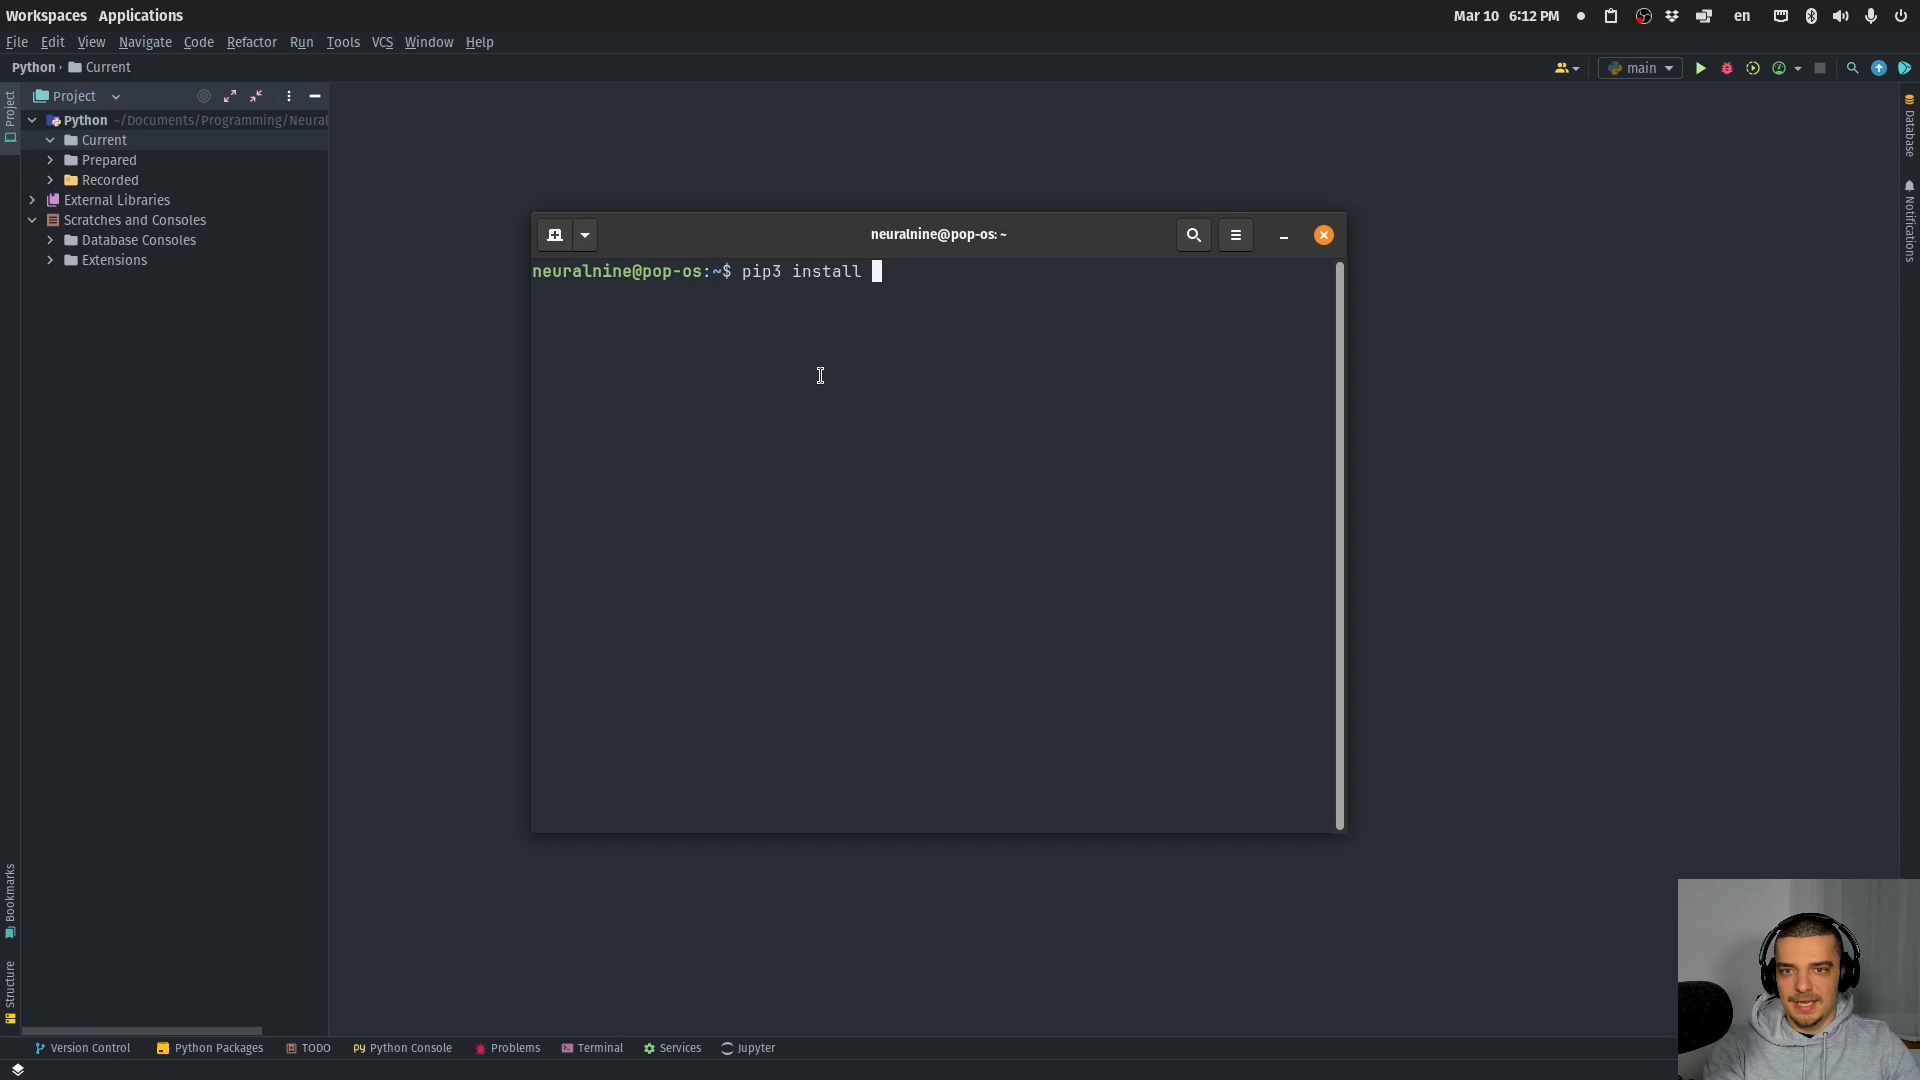 Workspaces Applications Mar 10 6:12 PM en
File Edit View Navigate Code Refactor Run Tools VCS Window Help
Python Current main
Project
Project
Python ~/Documents/Programming/Neural
Current
Prepared
Recorded
External Libraries
Scratches and Consoles
Database Consoles
Extensions
neuralnine@pop-os: ~
neuralnine@pop-os:~$ pip3 install
Database
Notifications
Bookmarks
Structure
Version Control Python Packages TODO Python Console Problems Terminal Services Jupyter